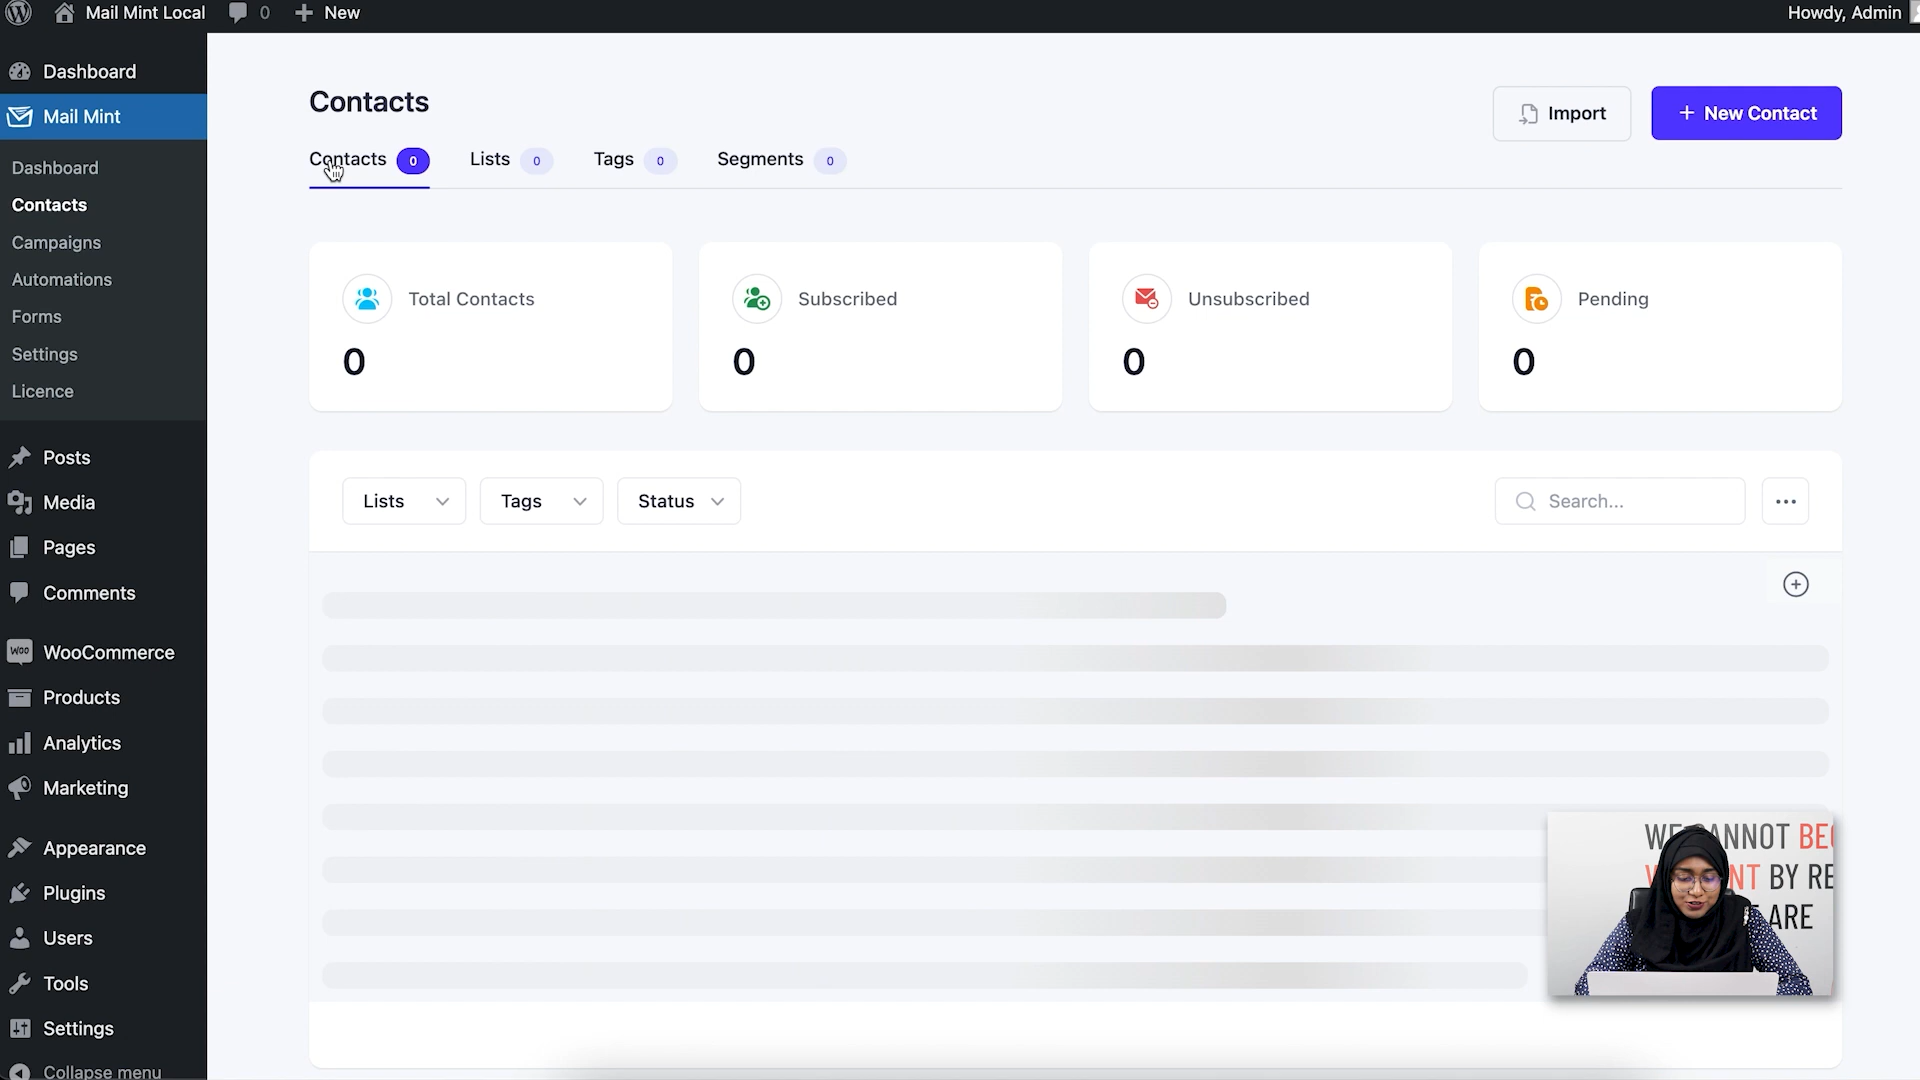 Mail Mint Local
0
New
Howdy, Admin
Dashboard
Mail Mint
Dashboard
Contacts
Campaigns
Automations
Forms
Settings
Licence
Posts
Media
Pages
Comments
Woo WooCommerce
Products
Analytics
Marketing
Appearance
Plugins
Users
Tools
Settings
Collapse menu
Contacts
Import
+ New Contact
Contacts 0
Lists 0
Tags 0
Segments 0
Total Contacts
0
Subscribed
0
Unsubscribed
0
Pending
0
Lists
Tags
Status
Search...
BY
ARE